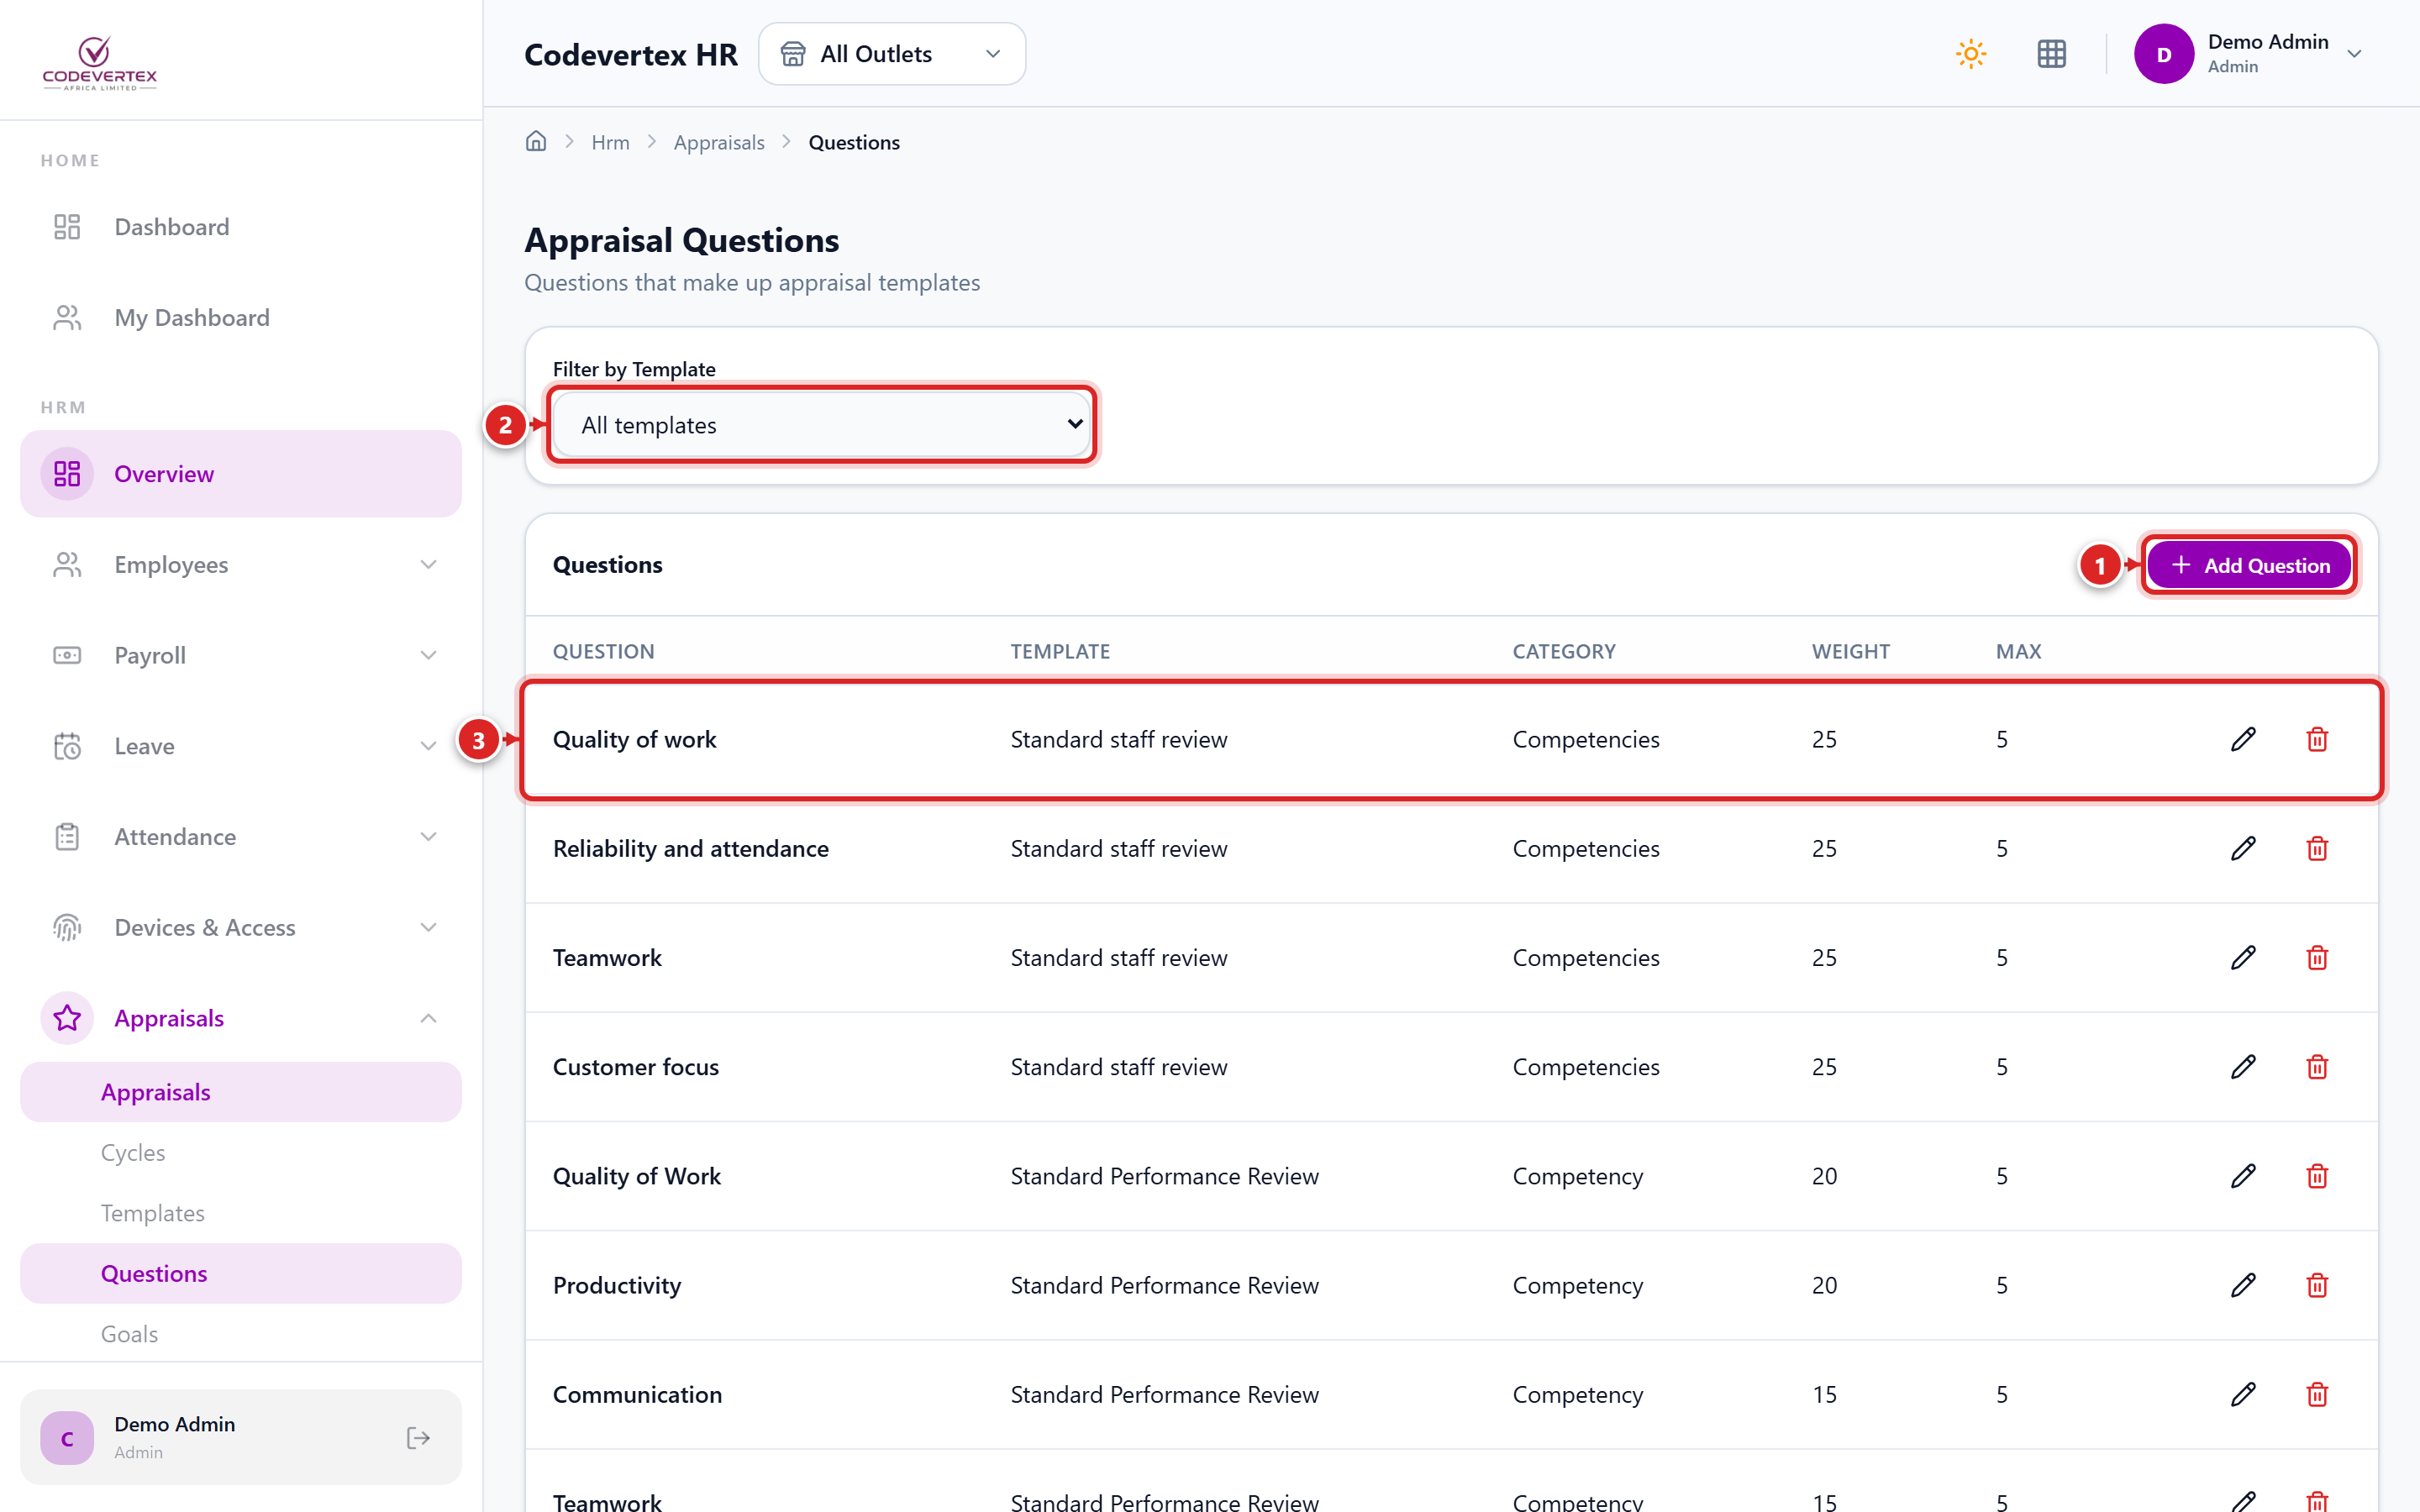 CODEVERTEX
AFRICA LIMITED
HOME
Dashboard
My Dashboard
HRM
Overview
Employees
Payroll
Leave
Attendance
Devices & Access
Appraisals
Appraisals
Cycles
Templates
Questions
Goals
C
Demo Admin
Admin
Codevertex HR
All Outlets
D
Demo Admin
Admin
Hrm
Appraisals
Questions
Appraisal Questions
Questions that make up appraisal templates
Filter by Template
2
All templates
Questions
1
Add Question
QUESTION TEMPLATE CATEGORY WEIGHT MAX
3
Quality of work Standard staff review Competencies 25 5
Reliability and attendance Standard staff review Competencies 25 5
Teamwork Standard staff review Competencies 25 5
Customer focus Standard staff review Competencies 25 5
Quality of Work Standard Performance Review Competency 20 5
Productivity Standard Performance Review Competency 20 5
Communication Standard Performance Review Competency 15 5
Teamwork Standard Performance Review Competency 15 5